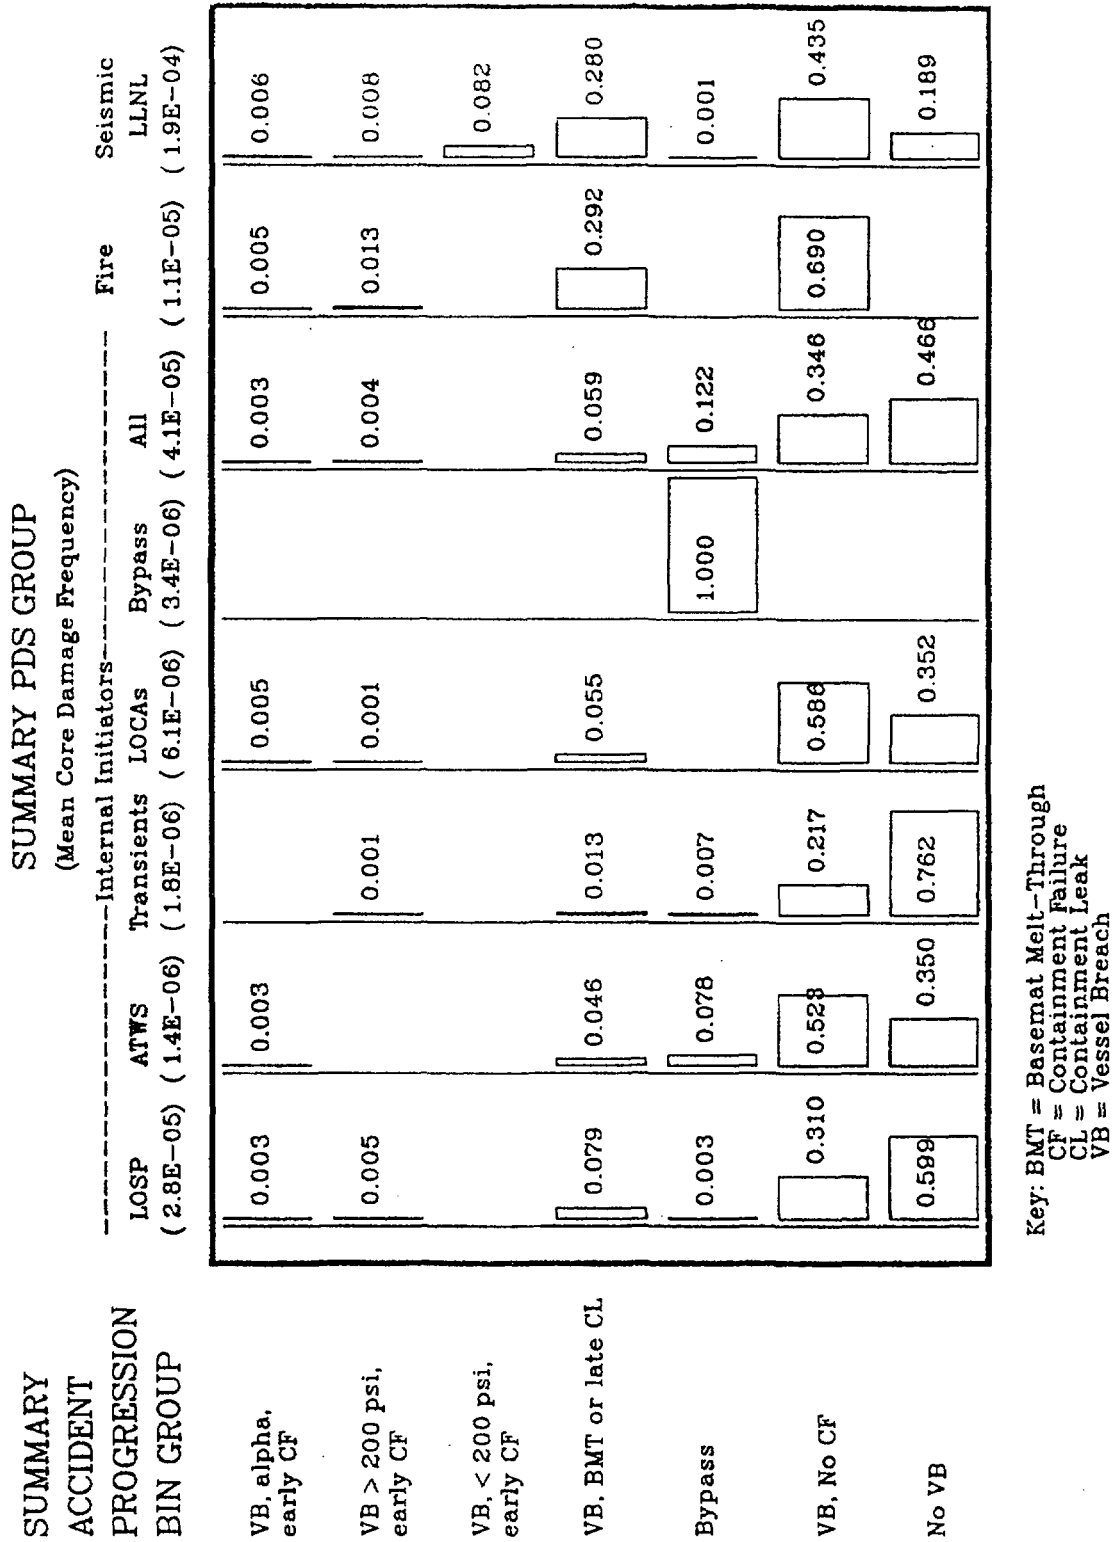 SUMMARY PDS GROUP
(Mean Core Damage Frequency)
SUMMARY
ACCIDENT
PROGRESSION
BIN GROUP
-----------------Internal Initiators-----------------
Fire
Seismic
LOSP ATWS Transients LOCAs Bypass All LLNL
(2.8E-05) (1.4E-06) (1.8E-06) (6.1E-06) (3.4E-06) (4.1E-05) (1.1E-05) (1.9E-04)
VB, alpha,
early CF
0.003 0.003 0.005 0.003 0.005 0.006
VB > 200 psi,
early CF
0.005 0.001 0.001 0.004 0.013 0.008
VB, < 200 psi,
early CF
0.082
VB, BMT or late CL
0.079 0.046 0.013 0.055 0.059 0.292 0.280
Bypass
0.003 0.078 0.007 1.000 0.122 0.001
VB, No CF
0.310 0.523 0.217 0.586 0.346 0.690 0.435
No VB
0.599 0.350 0.762 0.352 0.466 0.189
Key: BMT = Basemat Melt-Through
CF = Containment Failure
CL = Containment Leak
VB = Vessel Breach